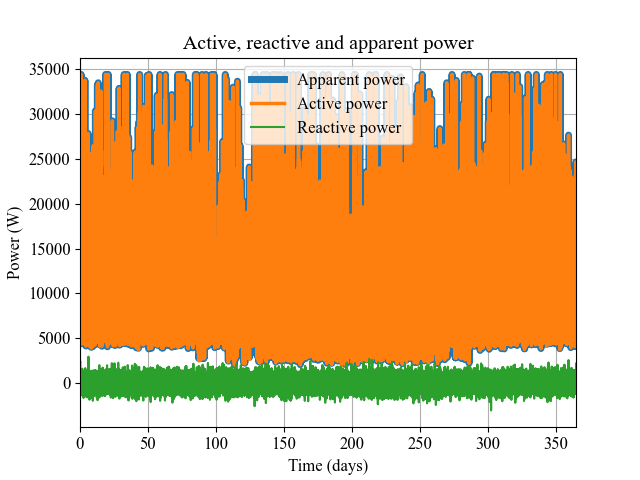 Active, reactive and apparent power
Apparent power
Active power
Reactive power
35000
30000
25000
20000
15000
10000
5000
0
Power (W)
0 50 100 150 200 250 300 350
Time (days)